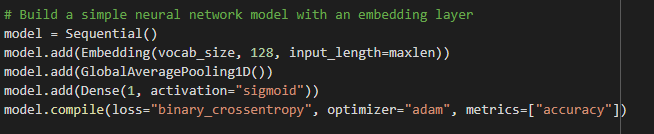 # Build a simple neural network model with an embedding layer
model = Sequential()
model.add(Embedding(vocab_size, 128, input_length=maxlen))
model.add(GlobalAveragePooling1D())
model.add(Dense(1, activation="sigmoid"))
model.compile(loss="binary_crossentropy", optimizer="adam", metrics=["accuracy"])